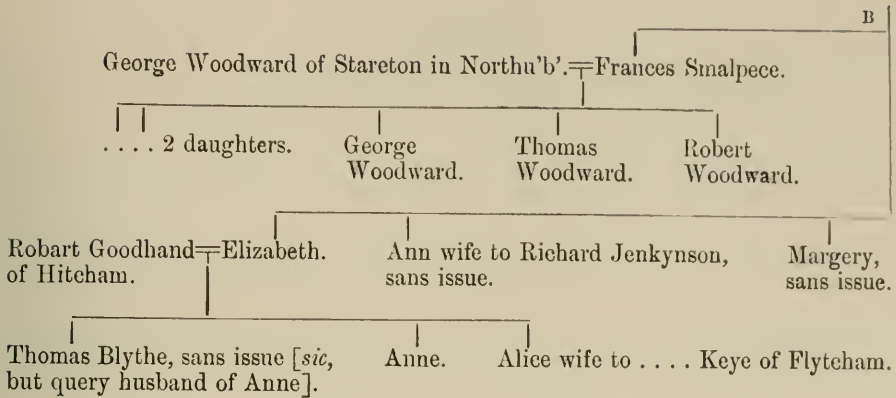 B
George Woodward of Stareton in Northu'b'.=Frances Smalpece.
. . . . 2 daughters. George Woodward. Thomas Woodward. Robert Woodward.
Robart Goodhand=Elizabeth. Ann wife to Richard Jenkynson, Margery,
of Hitcham. sans issue. sans issue.
Thomas Blythe, sans issue [sic, Anne. Alice wife to . . . . Keye of Flytcham.
but query husband of Anne].